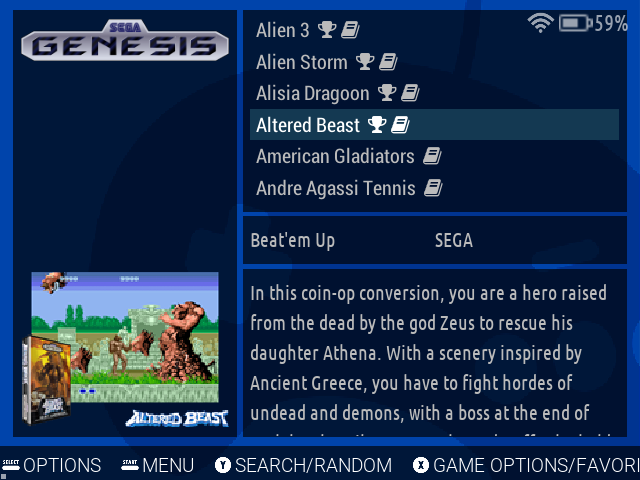 SEGA
GENESIS
Alien 3
59%
Alien Storm
Alisia Dragoon
Altered Beast
American Gladiators
Andre Agassi Tennis
Beat'em Up
SEGA
In this coin-op conversion, you are a hero raised
from the dead by the god Zeus to rescue his
daughter Athena. With a scenery inspired by
Ancient Greece, you have to fight hordes of
undead and demons, with a boss at the end of
ALTERED BEAST
SELECT OPTIONS START MENU Y SEARCH/RANDOM X GAME OPTIONS/FAVORI